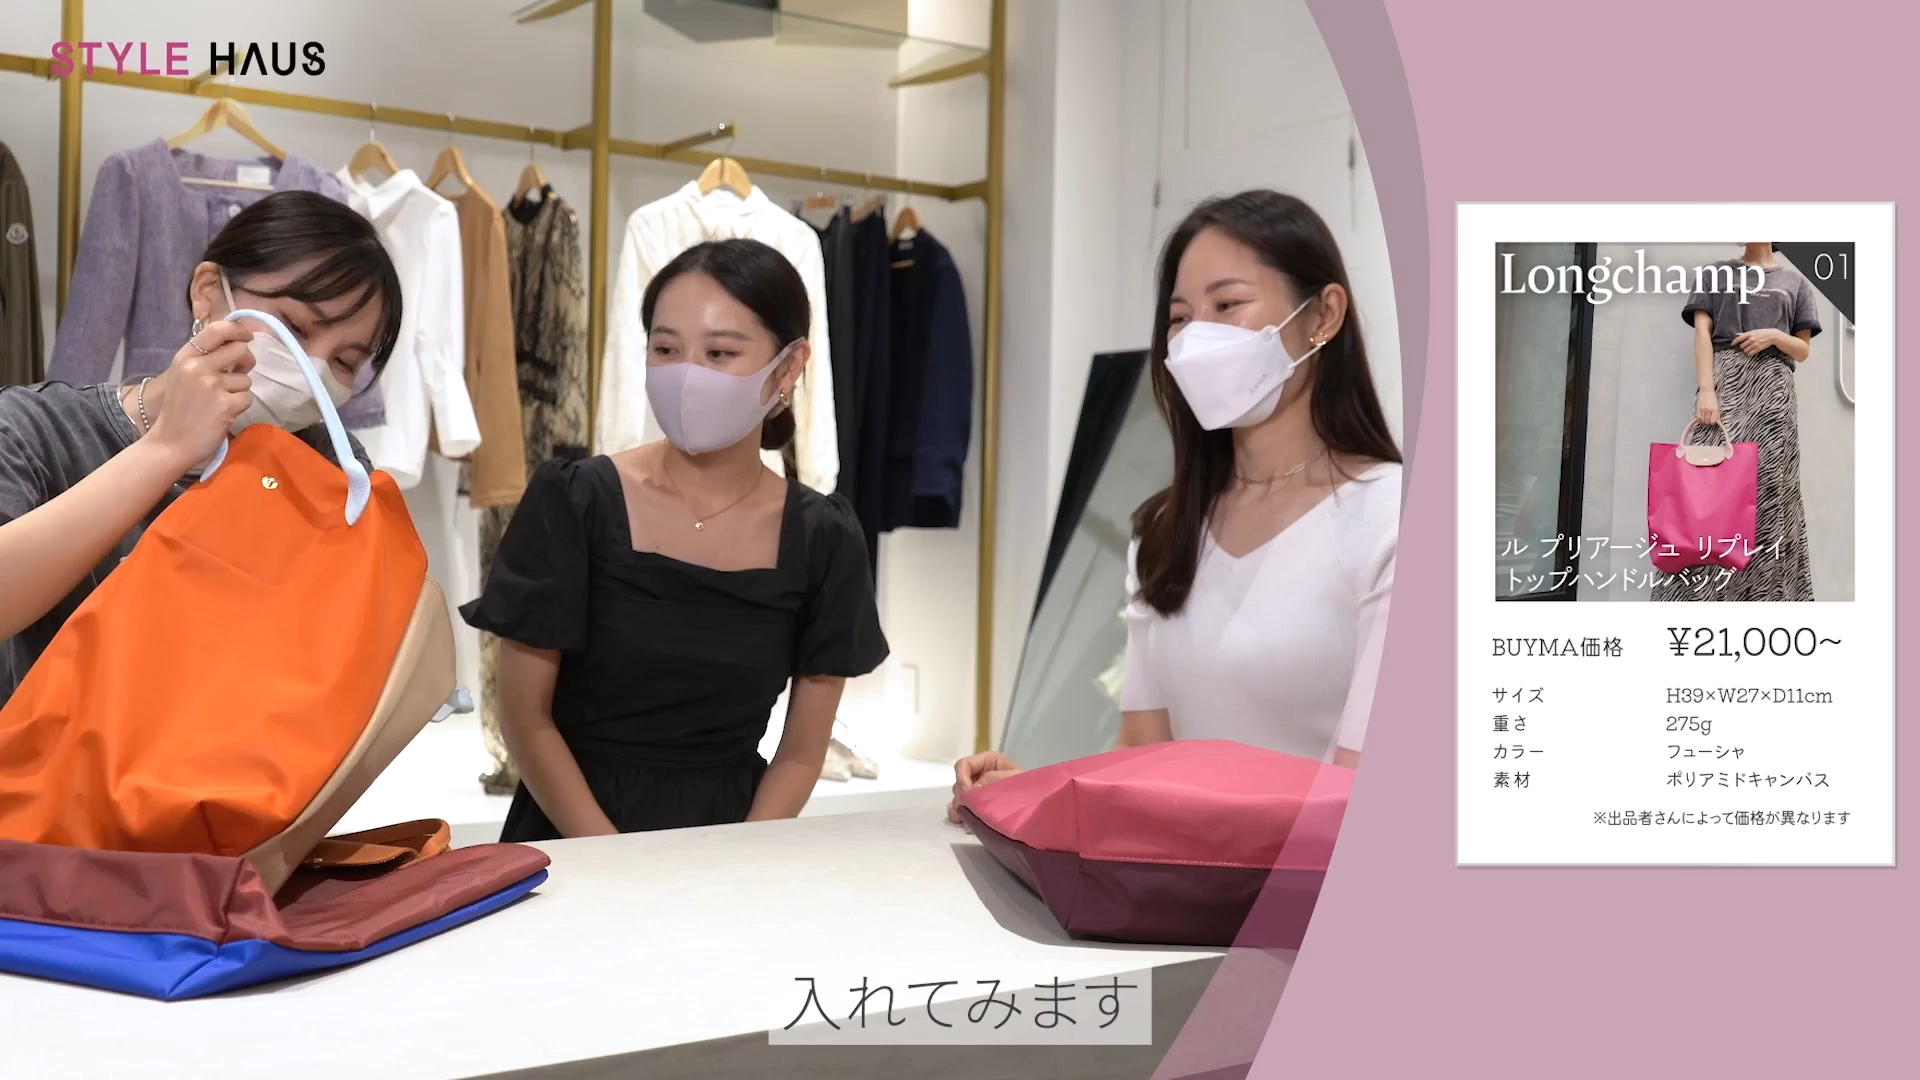 STYLE HAUS
Longchamp
01
ル プリアージュ リプレイ
トップハンドルバッグ
BUYMA価格 ¥21,000~
サイズ H39×W27×D11cm
重さ 275g
カラー フューシャ
素材 ポリアミドキャンバス
※出品者さんによって価格が異なります
入れてみます